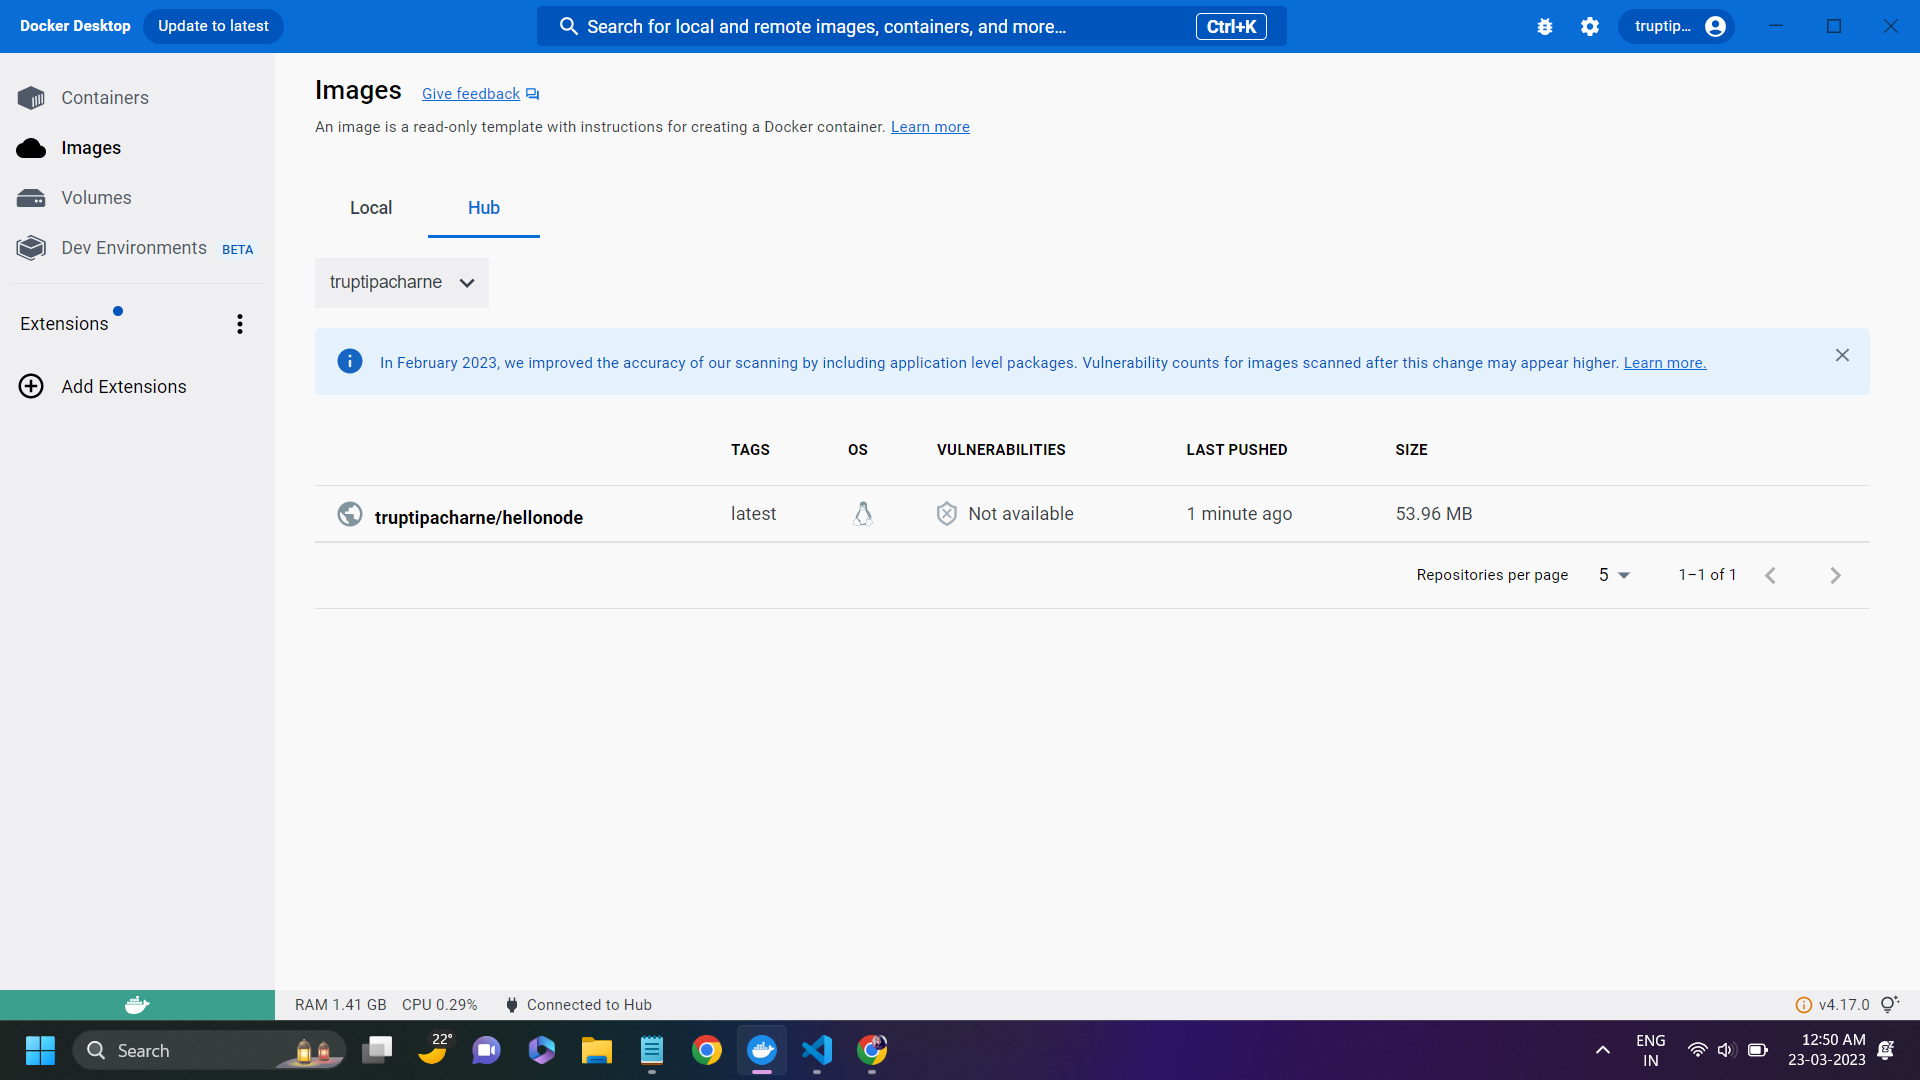 Docker Desktop
Update to latest
Search for local and remote images, containers, and more...
Ctrl+K
truptip...
Containers
Images
Volumes
Dev Environments BETA
Extensions
Add Extensions
Images Give feedback
An image is a read-only template with instructions for creating a Docker container. Learn more
Local Hub
truptipacharne
In February 2023, we improved the accuracy of our scanning by including application level packages. Vulnerability counts for images scanned after this change may appear higher. Learn more.
TAGS OS VULNERABILITIES LAST PUSHED SIZE
truptipacharne/hellonode latest Not available 1 minute ago 53.96 MB
Repositories per page 5 1–1 of 1
RAM 1.41 GB CPU 0.29% Connected to Hub v4.17.0
Search
22°
ENG
IN
12:50 AM
23-03-2023